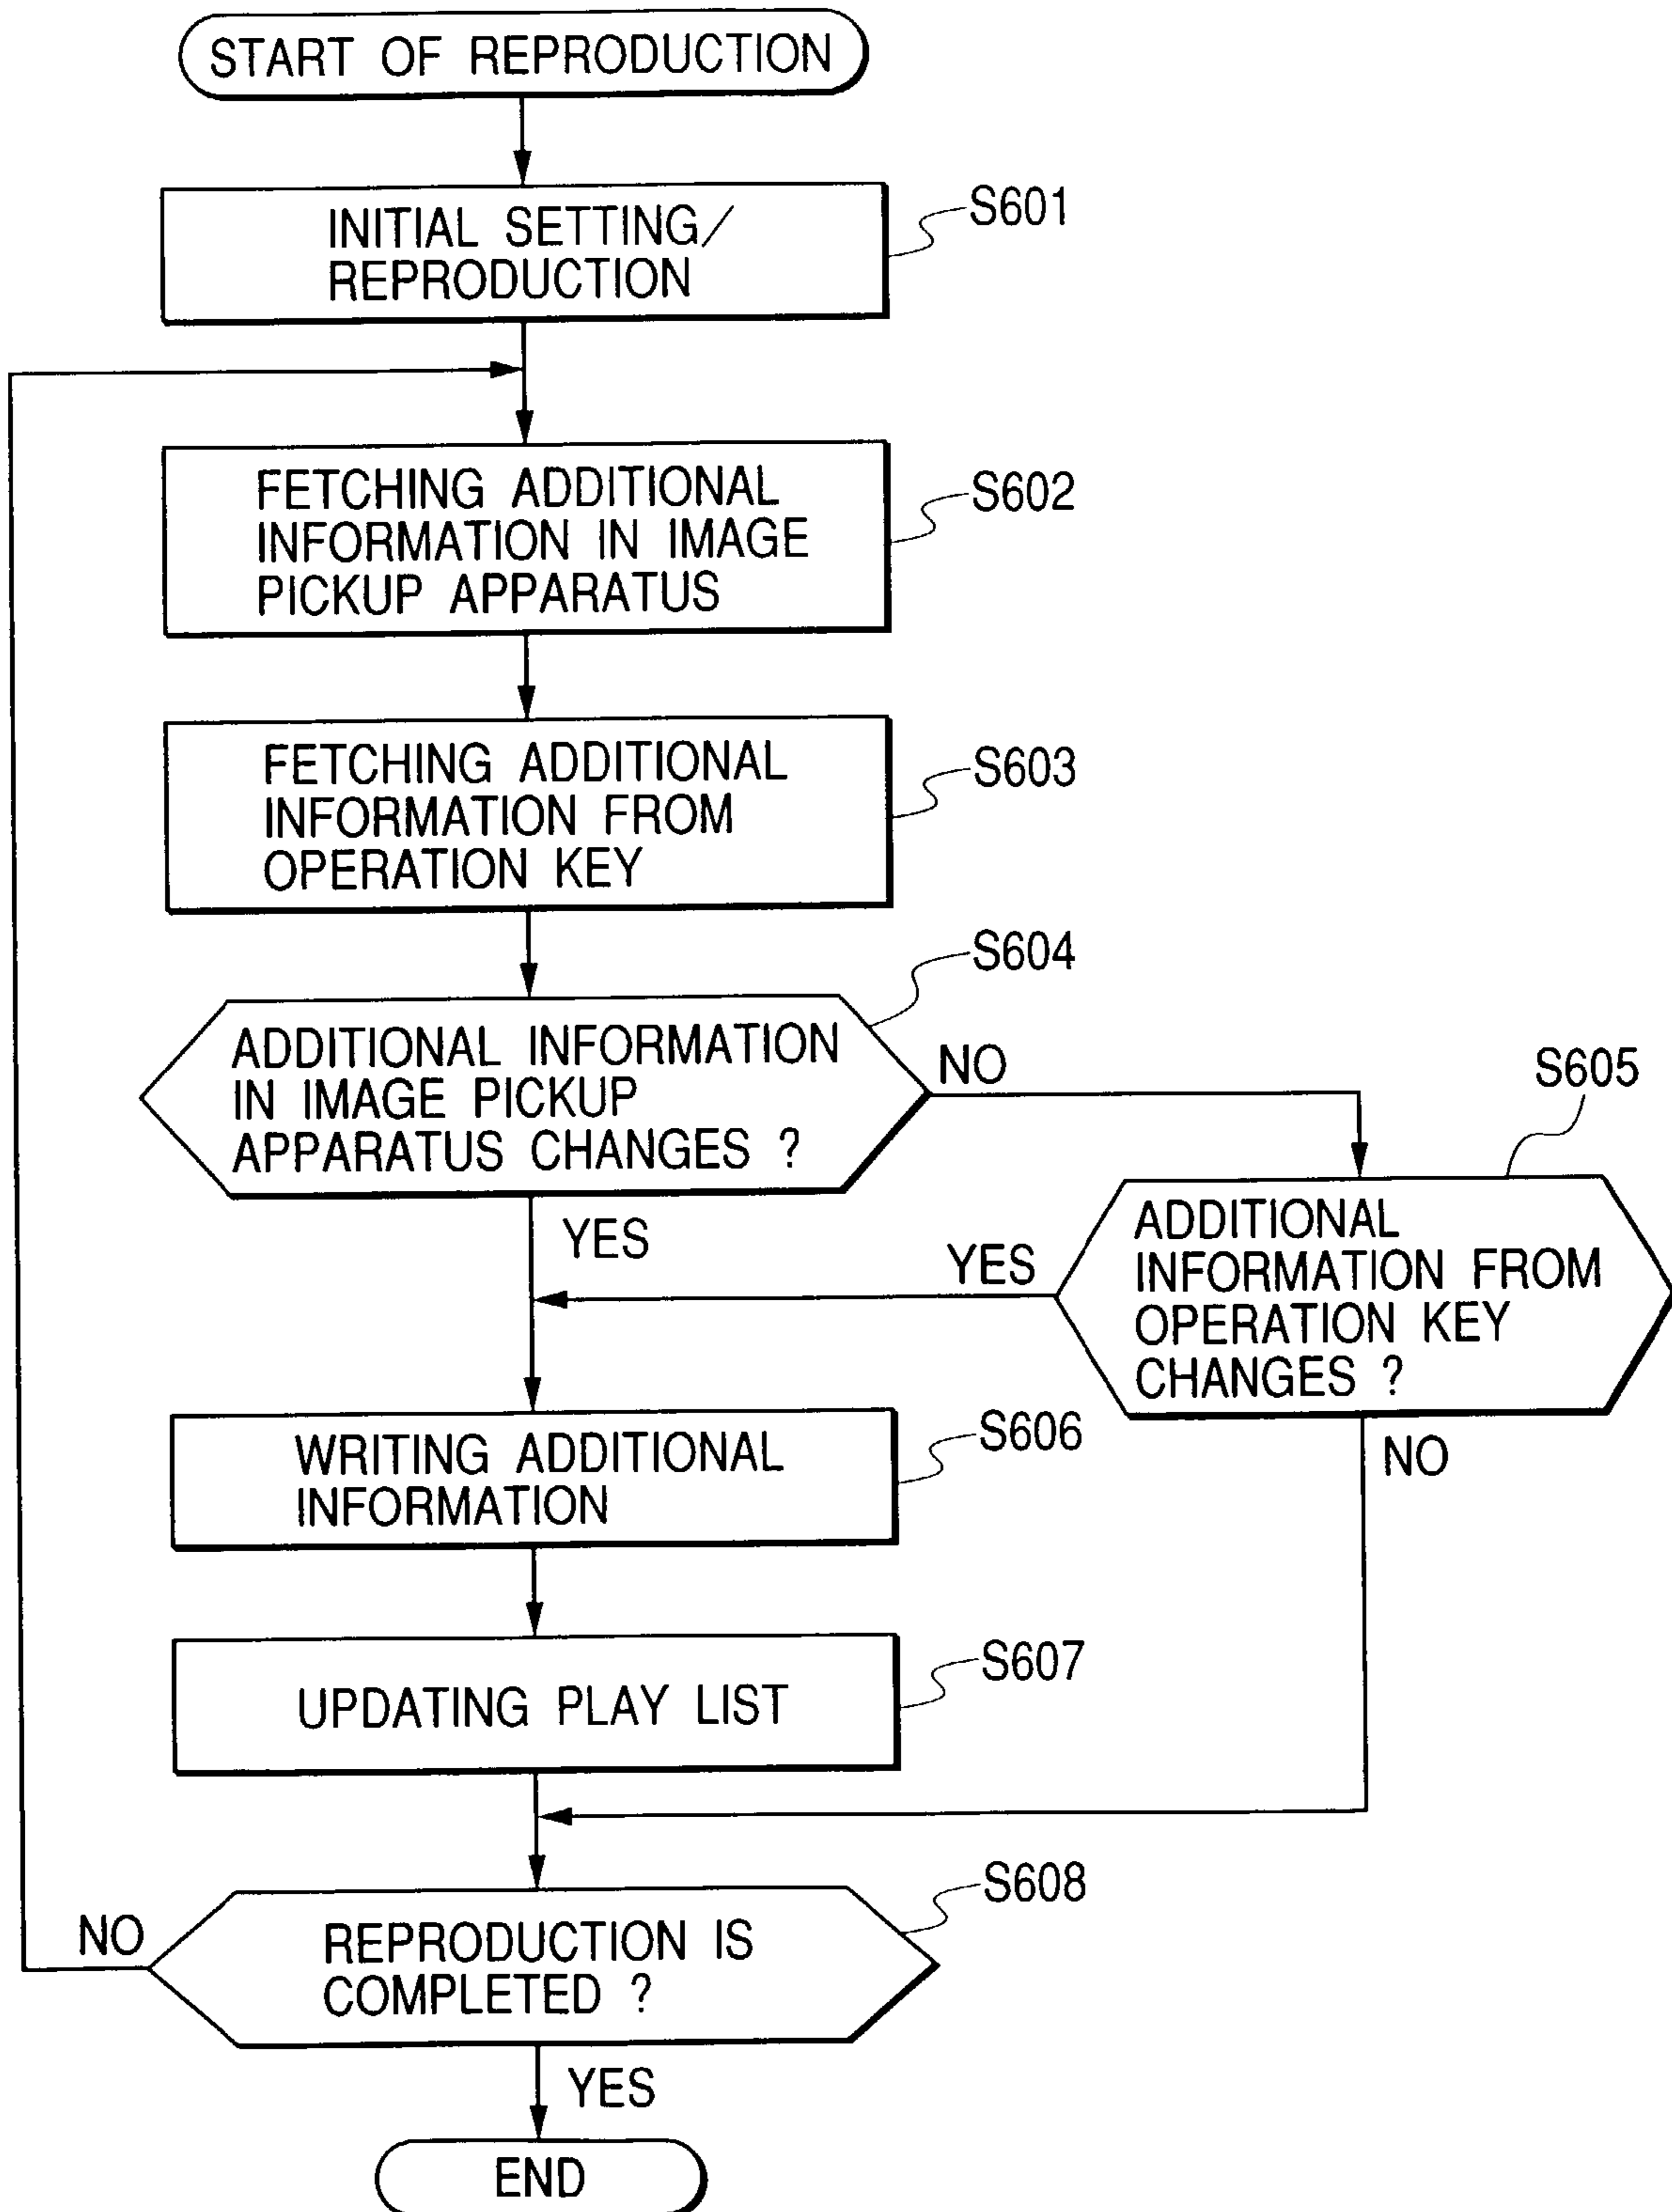 START OF REPRODUCTION
INITIAL SETTING/
REPRODUCTION
S601
FETCHING ADDITIONAL
INFORMATION IN IMAGE
PICKUP APPARATUS
S602
FETCHING ADDITIONAL
INFORMATION FROM
OPERATION KEY
S603
S604
ADDITIONAL INFORMATION
IN IMAGE PICKUP
APPARATUS CHANGES ?
NO
YES
S605
ADDITIONAL
INFORMATION FROM
OPERATION KEY
CHANGES ?
YES
NO
WRITING ADDITIONAL
INFORMATION
S606
UPDATING PLAY LIST
S607
S608
REPRODUCTION IS
COMPLETED ?
NO
YES
END